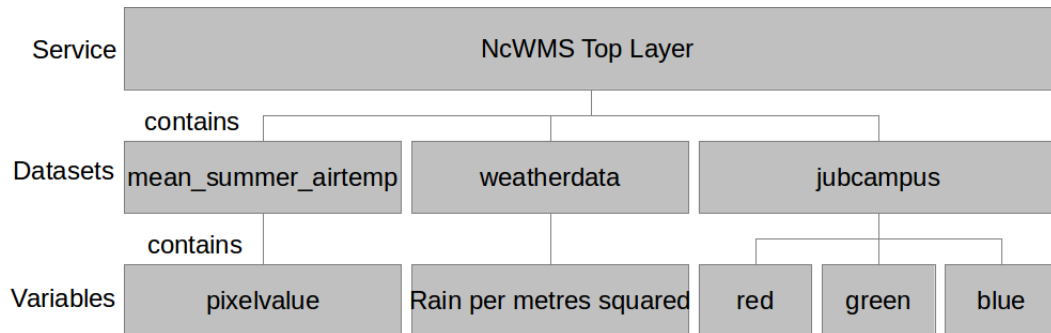 Service
NcWMS Top Layer
contains
Datasets
mean_summer_airtemp
weatherdata
jubcampus
contains
Variables
pixelvalue
Rain per metres squared
red
green
blue